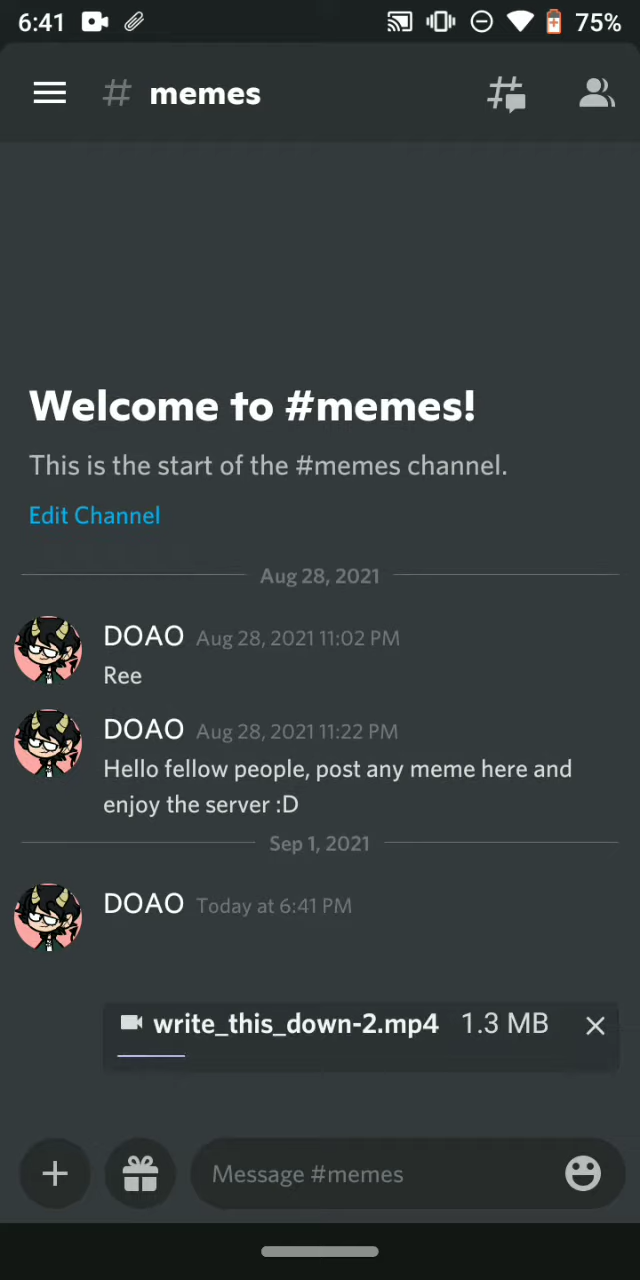 6:41 75%
# memes
Welcome to #memes!
This is the start of the #memes channel.
Edit Channel
Aug 28, 2021
DOAO Aug 28, 2021 11:02 PM
Ree
DOAO Aug 28, 2021 11:22 PM
Hello fellow people, post any meme here and
enjoy the server :D
Sep 1, 2021
DOAO Today at 6:41 PM
write_this_down-2.mp4 1.3 MB
Message #memes